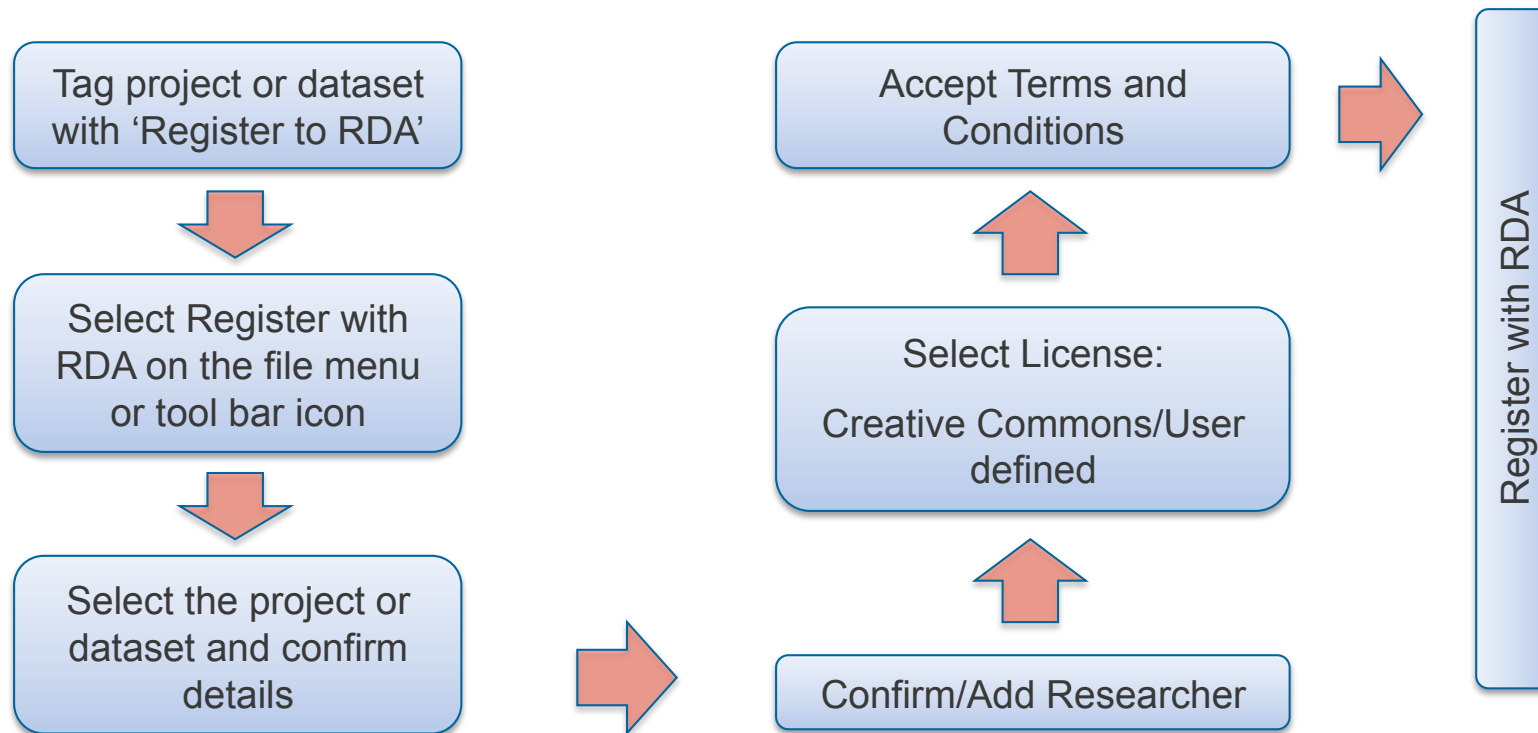 Tag project or dataset
with ‘Register to RDA’
Select Register with
RDA on the file menu
or tool bar icon
Select the project or
dataset and confirm
details
Confirm/Add Researcher
Select License:
Creative Commons/User
defined
Accept Terms and
Conditions
Register with RDA